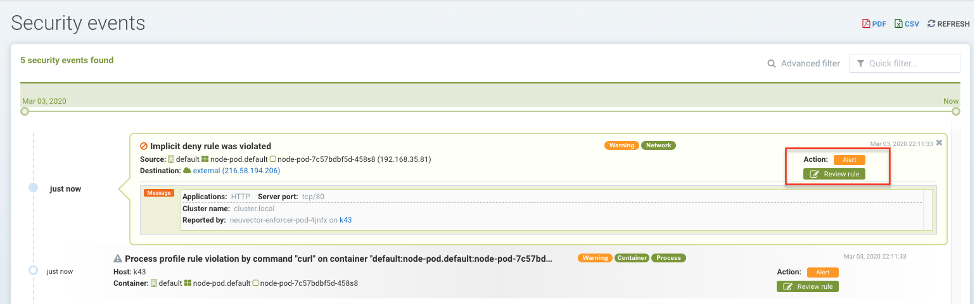 Security events
PDF CSV REFRESH
5 security events found
Advanced filter Quick filter...
Mar 03, 2020 Now
Implicit deny rule was violated Warning Network Mar 03, 2020 22:11:33
Source: default node-pod.default node-pod-7c57bdbf5d-458s8 (192.168.35.81) Action: Alert
Destination: external (216.58.194.206) Review rule
just now
Message Applications: HTTP Server port: tcp/80
Cluster name: cluster.local
Reported by: neuvector-enforcer-pod-4jnfx on k43
Process profile rule violation by command "curl" on container "default:node-pod.default:node-pod-7c57bd... Warning Container Process Mar 03, 2020 22:11:33
just now Host: k43 Action: Alert
Container: default node-pod.default node-pod-7c57bdbf5d-458s8 Review rule